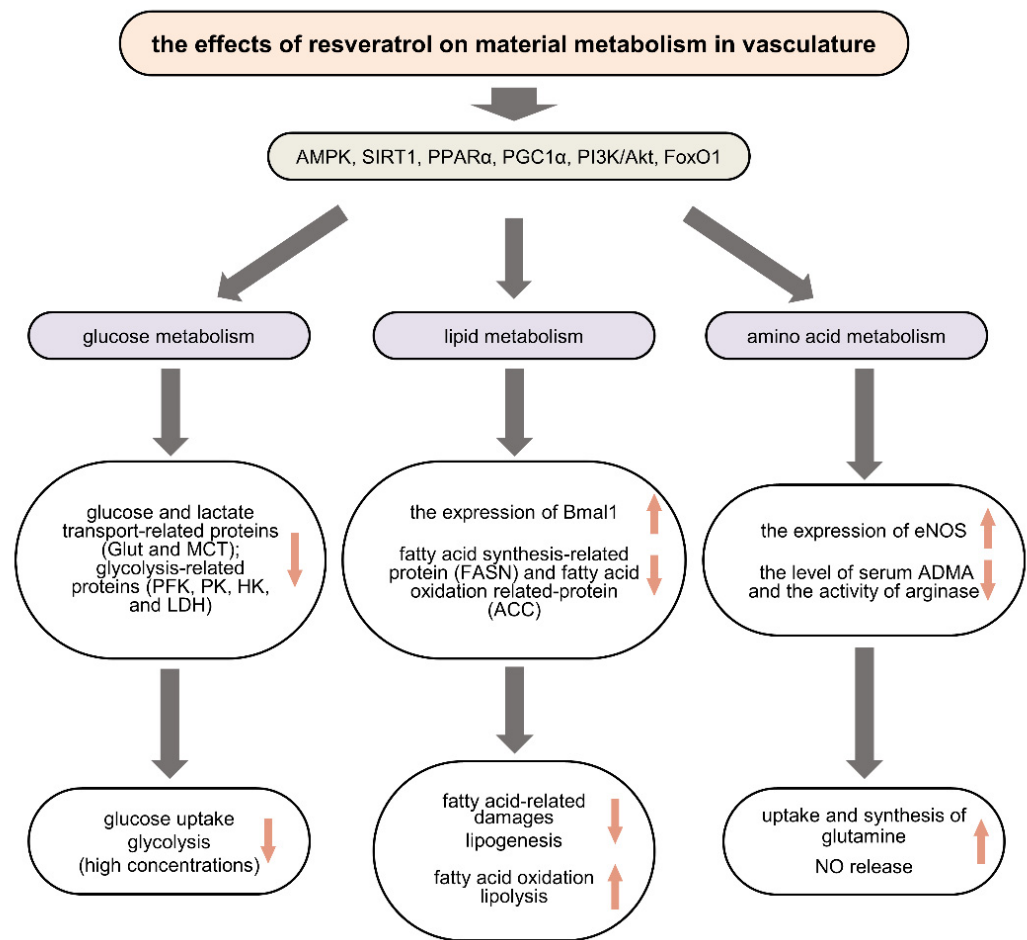 the effects of resveratrol on material metabolism in vasculature
AMPK, SIRT1, PPARα, PGC1α, PI3K/Akt, FoxO1
glucose metabolism
lipid metabolism
amino acid metabolism
glucose and lactate
transport-related proteins
(Glut and MCT);
glycolysis-related
proteins (PFK, PK, HK,
and LDH)
the expression of Bmal1
fatty acid synthesis-related
protein (FASN) and fatty acid
oxidation related-protein
(ACC)
the expression of eNOS
the level of serum ADMA
and the activity of arginase
glucose uptake
glycolysis
(high concentrations)
fatty acid-related
damages
lipogenesis
fatty acid oxidation
lipolysis
uptake and synthesis of
glutamine
NO release